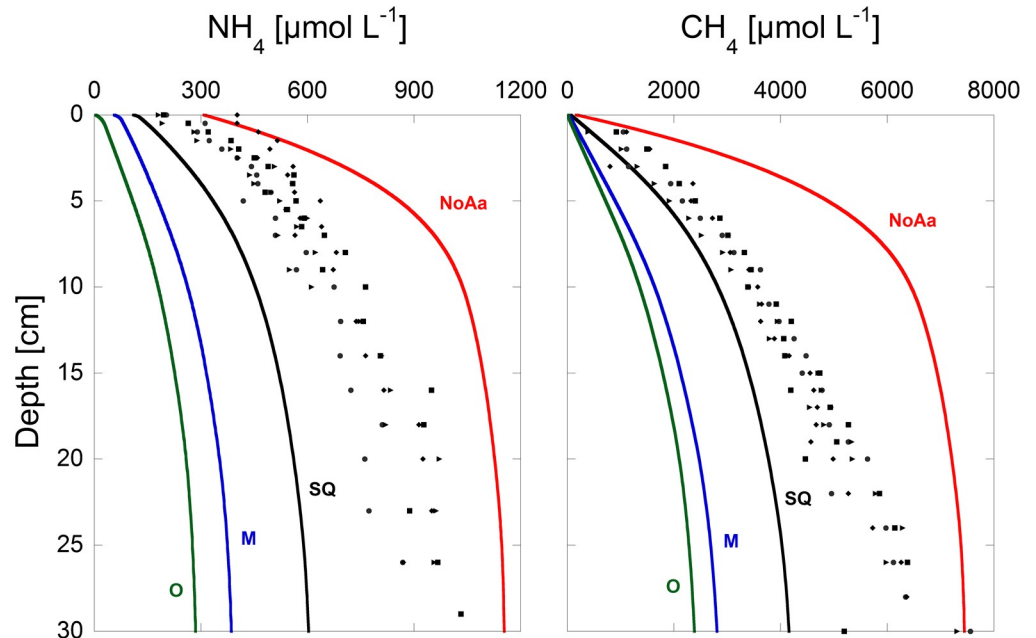 NH4 [µmol L-1]
CH4 [µmol L-1]
0 300 600 900 1200
0 2000 4000 6000 8000
0
5
10
15
20
25
30
Depth [cm]
NoAa
SQ
M
O
NoAa
SQ
M
O